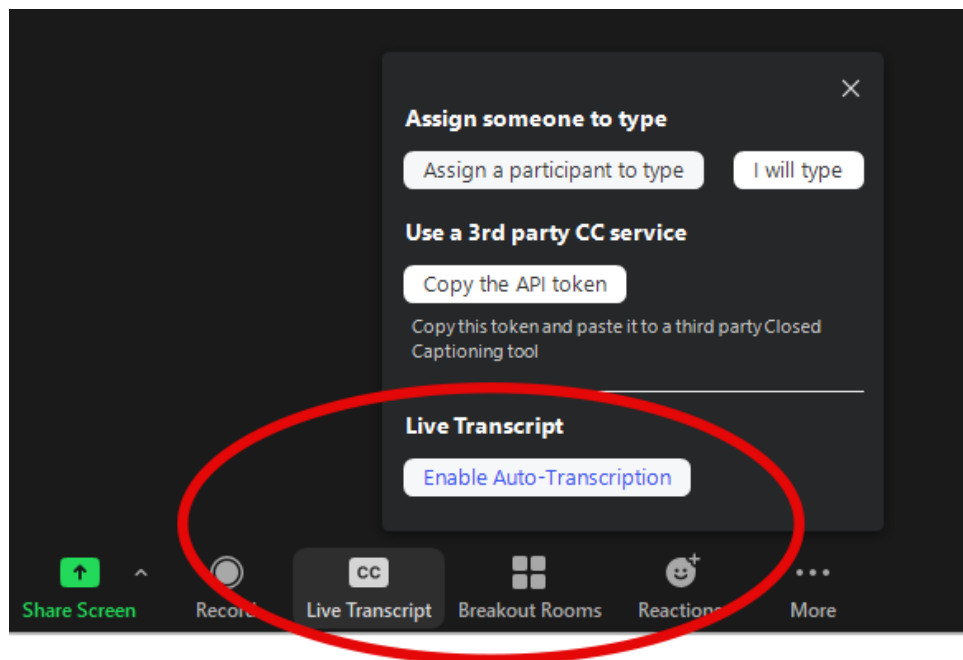 Assign someone to type
Assign a participant to type
I will type
Use a 3rd party CC service
Copy the API token
Copy this token and paste it to a third party Closed
Captioning tool
Live Transcript
Enable Auto-Transcription
CC
Share Screen
Record
Live Transcript
Breakout Rooms
Reactions
More